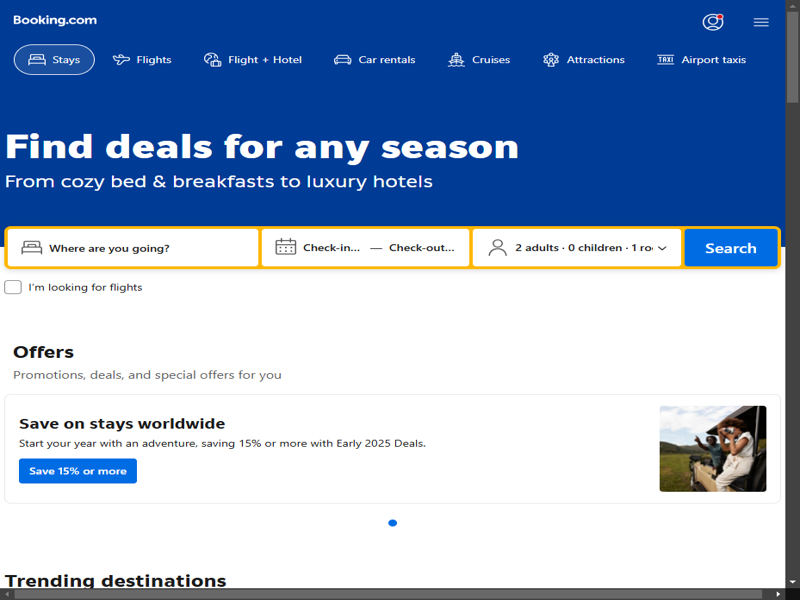 Booking.com
Stays
Flights
Flight + Hotel
Car rentals
Cruises
Attractions
TAXI
Airport taxis
Find deals for any season
From cozy bed & breakfasts to luxury hotels
Where are you going?
Check-in... — Check-out...
2 adults · 0 children · 1 ro
Search
I'm looking for flights
Offers
Promotions, deals, and special offers for you
Save on stays worldwide
Start your year with an adventure, saving 15% or more with Early 2025 Deals.
Save 15% or more
Trending destinations